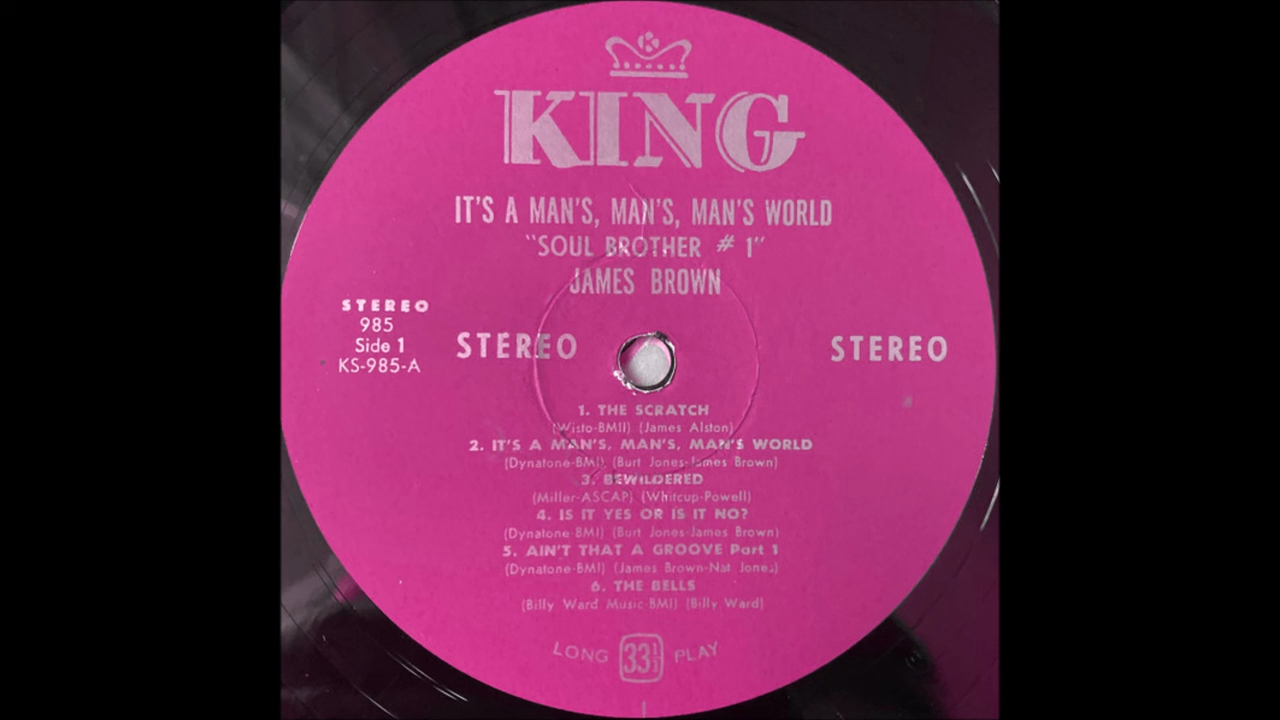 K
KING
IT'S A MAN'S, MAN'S, MAN'S WORLD
"SOUL BROTHER # 1"
JAMES BROWN
STEREO
985
Side 1
KS-985-A
STEREO
STEREO
1. THE SCRATCH
(Wisto-BMI) (James Alston)
2. IT'S A MAN'S, MAN'S, MAN'S WORLD
(Dynatone-BMI) (Burt Jones-James Brown)
3. BEWILDERED
(Miller-ASCAP) (Whitcup-Powell)
4. IS IT YES OR IS IT NO?
(Dynatone-BMI) (Burt Jones-James Brown)
5. AIN'T THAT A GROOVE Part 1
(Dynatone-BMI) (James Brown-Nat Jones)
6. THE BELLS
(Billy Ward Music-BMI) (Billy Ward)
LONG 33 1/3 PLAY